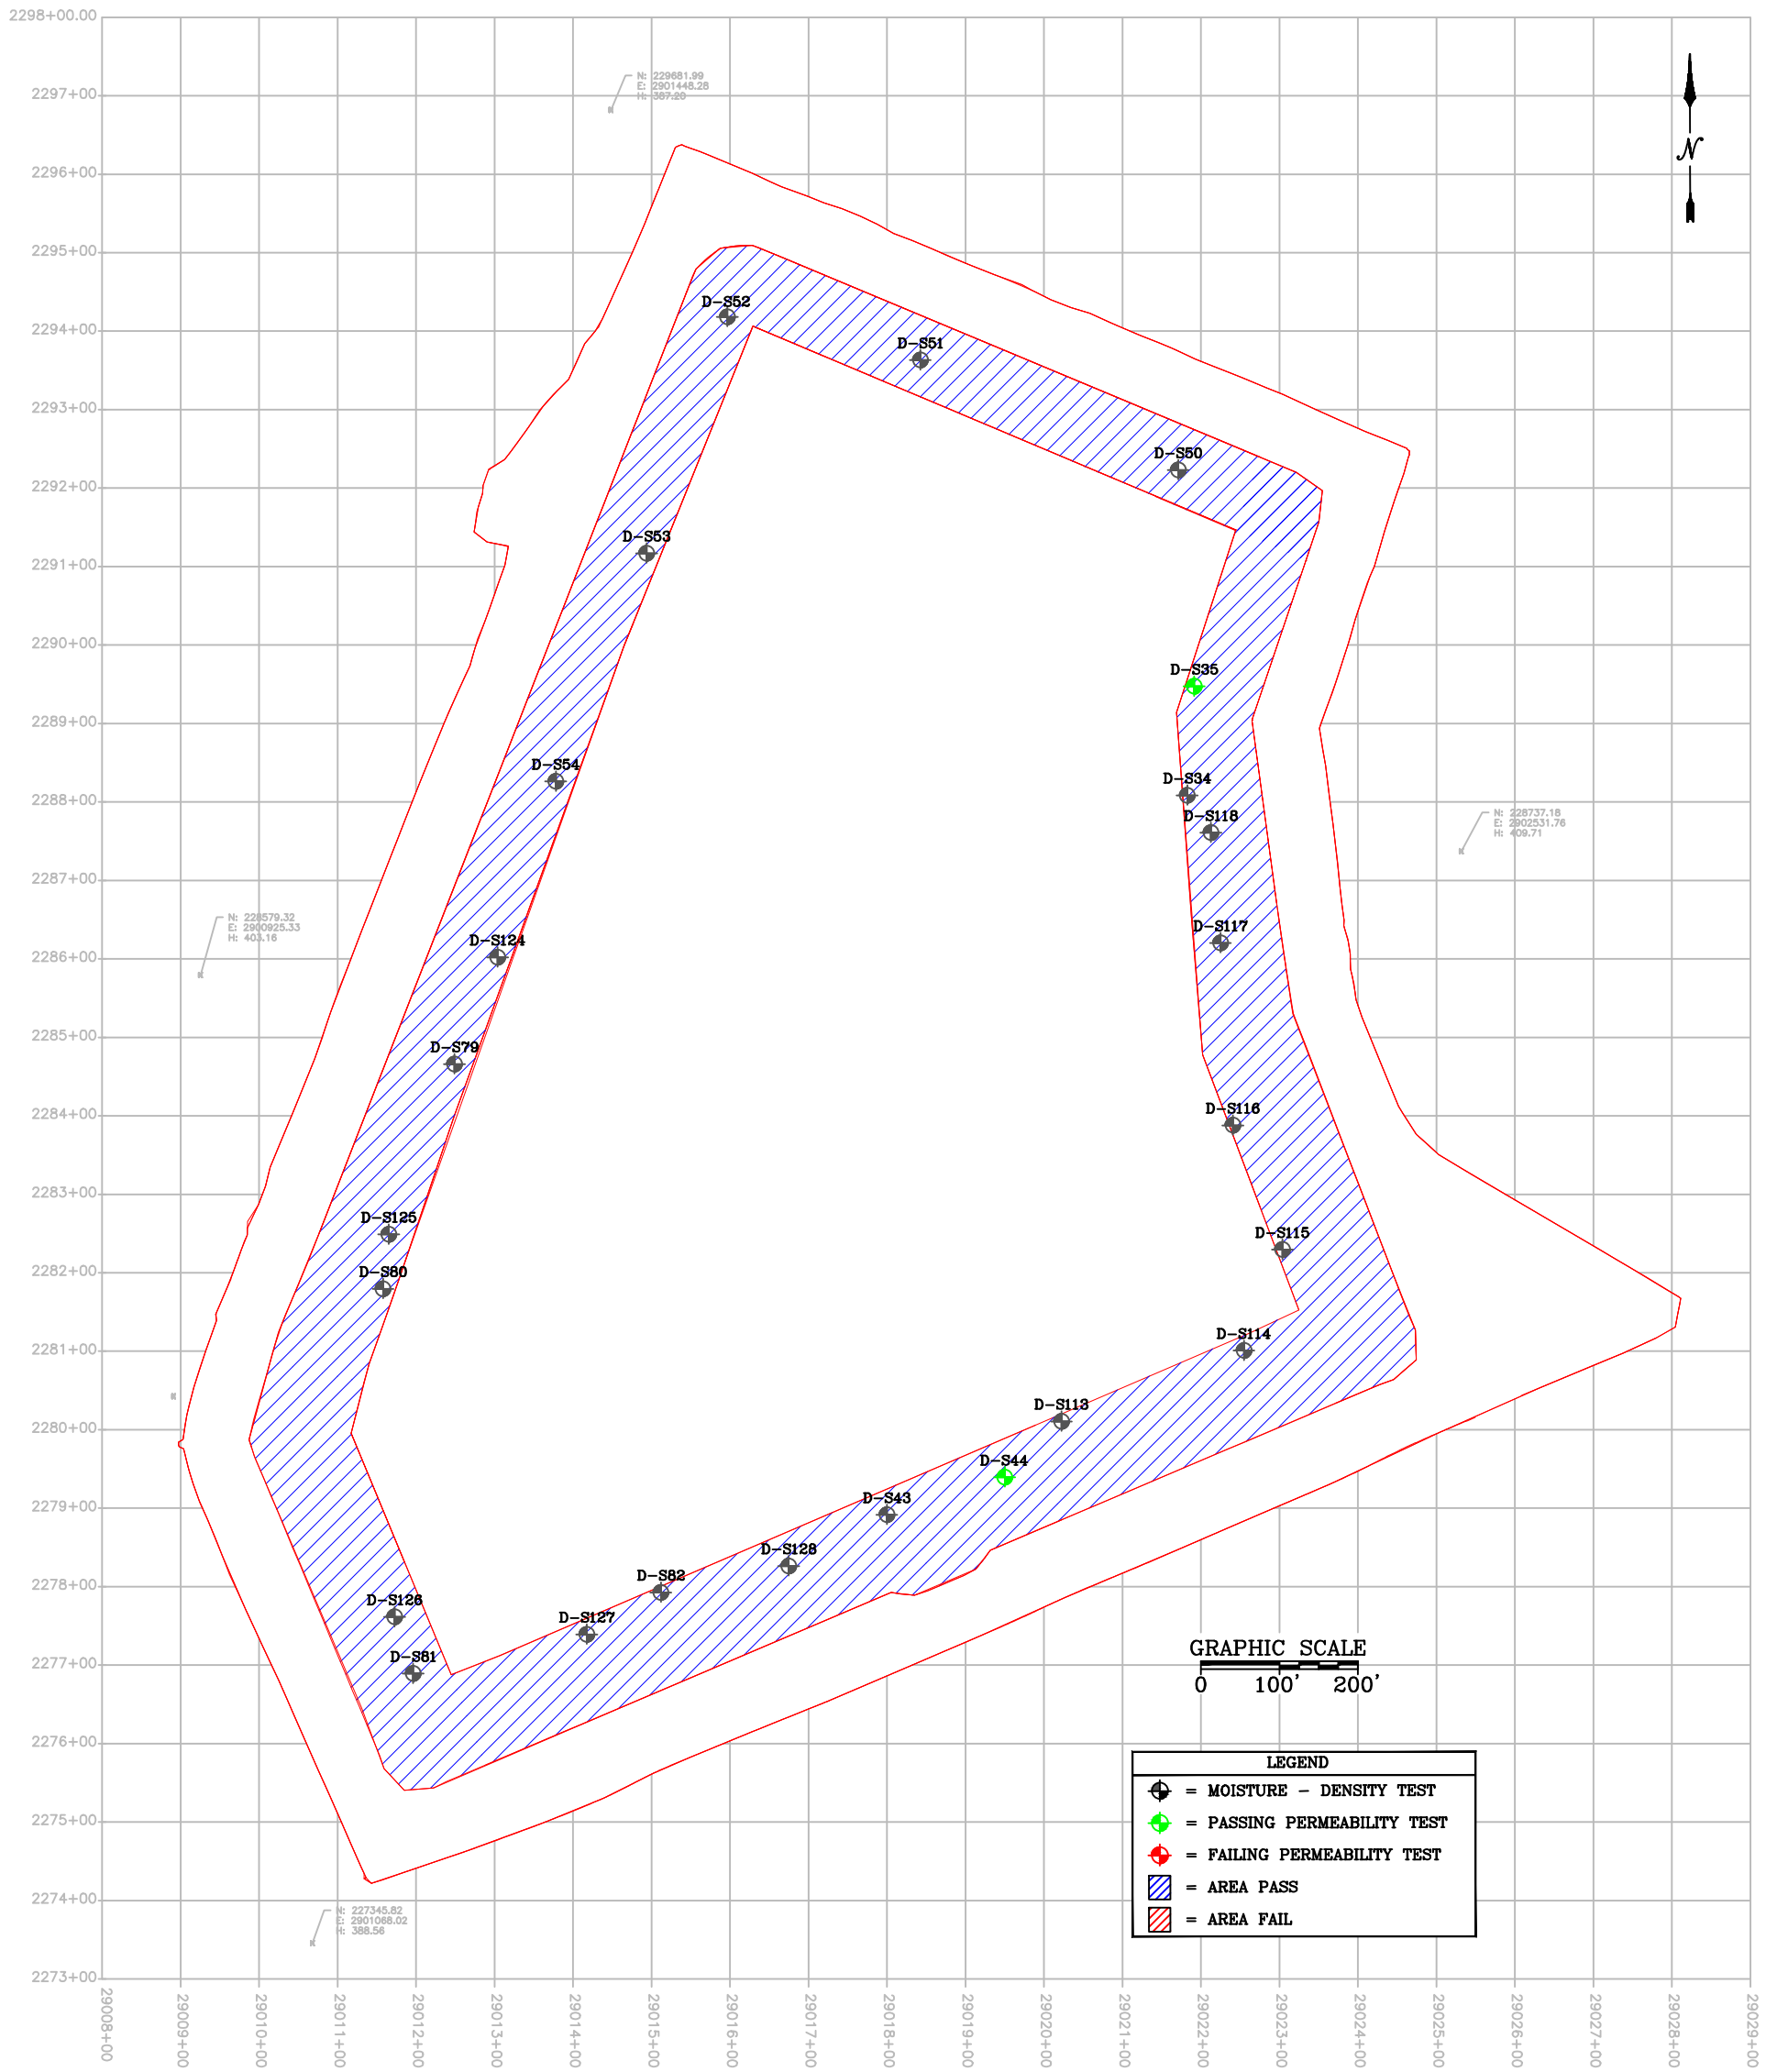 2298+00.00
2297+00
2296+00
2295+00
2294+00
2293+00
2292+00
2291+00
2290+00
2289+00
2288+00
2287+00
2286+00
2285+00
2284+00
2283+00
2282+00
2281+00
2280+00
2279+00
2278+00
2277+00
2276+00
2275+00
2274+00
2273+00
N: 229681.99
E: 2901448.28
H: 387.20
N
D-S52
D-S51
D-S50
D-S53
D-S35
D-S54
D-S34
D-S118
N: 228737.18
E: 2902531.76
H: 409.71
N: 228579.32
E: 2900925.33
H: 403.16
D-S117
D-S124
D-S79
D-S116
D-S125
D-S115
D-S80
D-S114
D-S113
D-S44
D-S43
D-S128
D-S82
D-S126
D-S127
D-S81
GRAPHIC SCALE
0 100' 200'
LEGEND
= MOISTURE - DENSITY TEST
= PASSING PERMEABILITY TEST
= FAILING PERMEABILITY TEST
= AREA PASS
= AREA FAIL
N: 227345.82
E: 2901068.02
H: 388.56
29008+00
29009+00
29010+00
29011+00
29012+00
29013+00
29014+00
29015+00
29016+00
29017+00
29018+00
29019+00
29020+00
29021+00
29022+00
29023+00
29024+00
29025+00
29026+00
29027+00
29028+00
29029+00